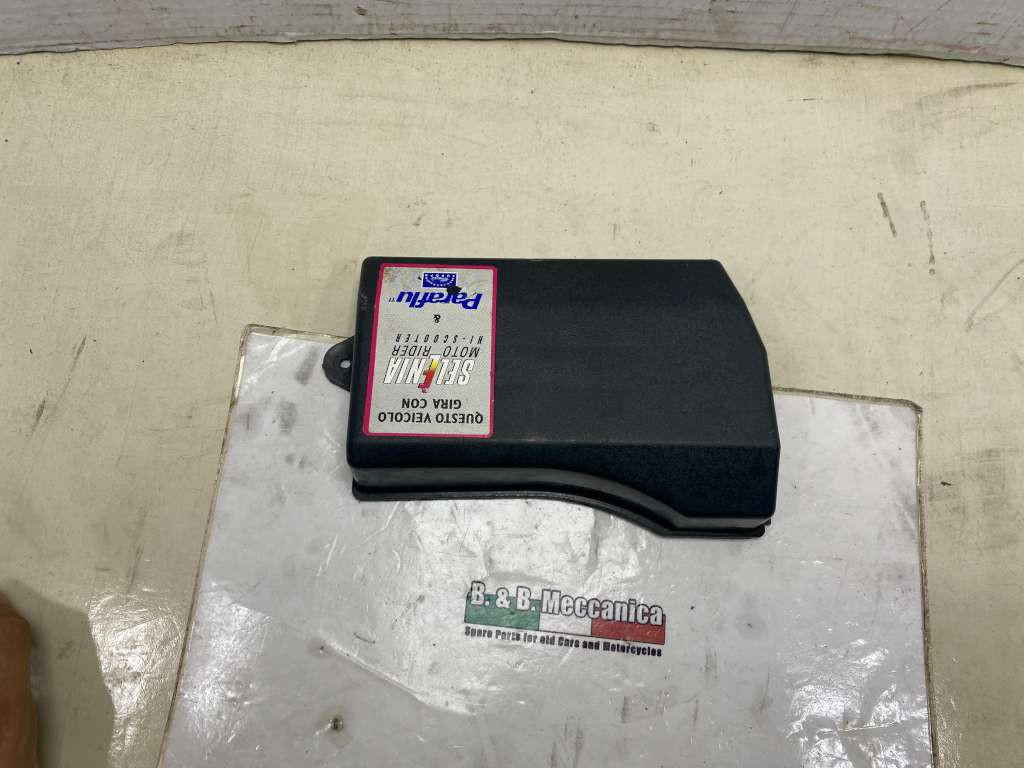 QUESTO VEICOLO
GIRA CON
SELENIA
MOTO RIDER
HI-SCOOTER
&
Paraflu"
B. & B. Meccanica
Spare Parts for old Cars and Motorcycles